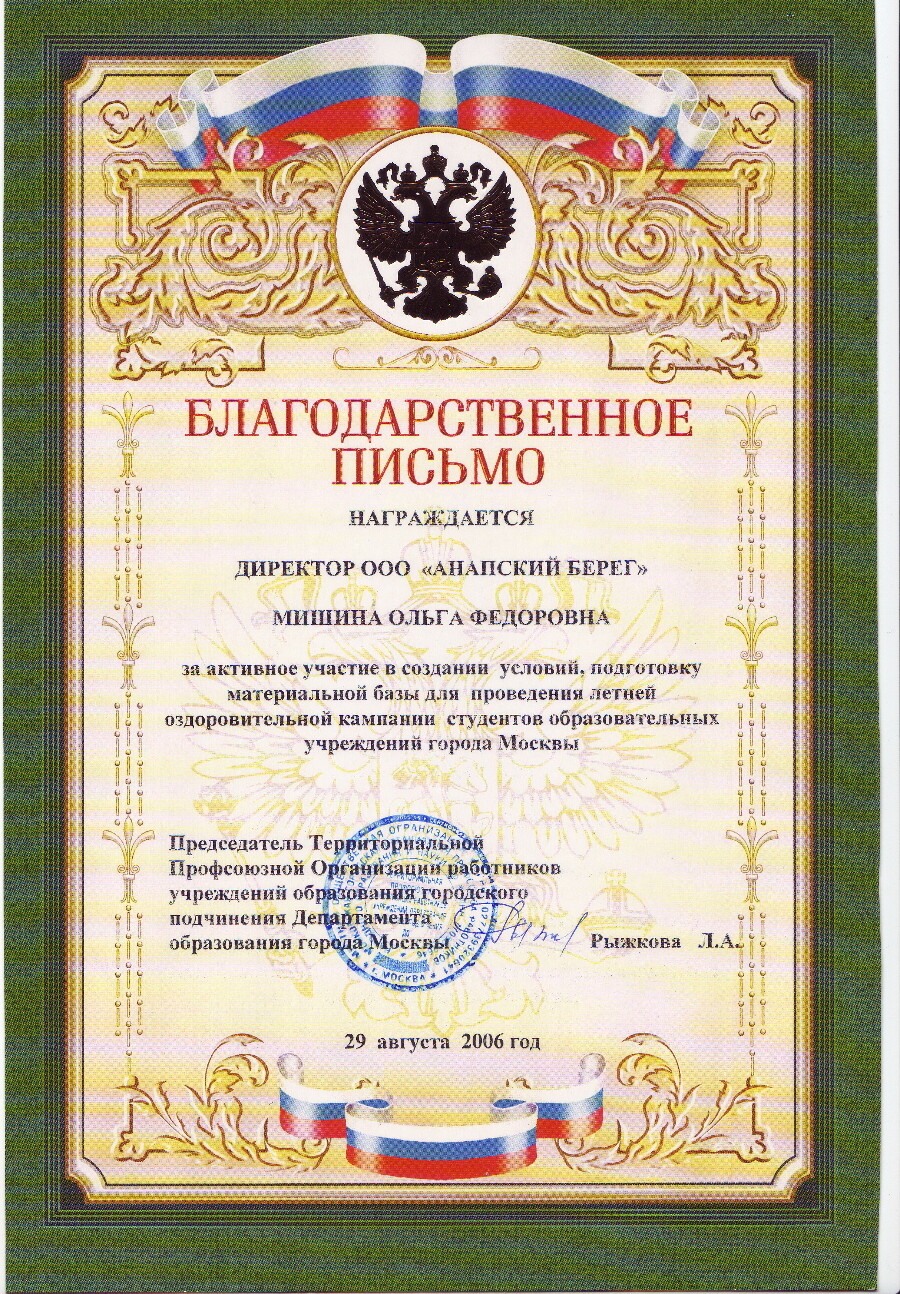 БЛАГОДАРСТВЕННОЕ
ПИСЬМО
НАГРАЖДАЕТСЯ
ДИРЕКТОР ООО «АНАПСКИЙ БЕРЕГ»
МИШИНА ОЛЬГА ФЕДОРОВНА
за активное участие в создании условий, подготовку
материальной базы для проведения летней
оздоровительной кампании студентов образовательных
учреждений города Москвы
Председатель Территориальной
Профсоюзной Организации работников
учреждений образования городского
подчинения Департамента
образования города Москвы Рыжкова Л.А.
г. МОСКВА
29 августа 2006 год